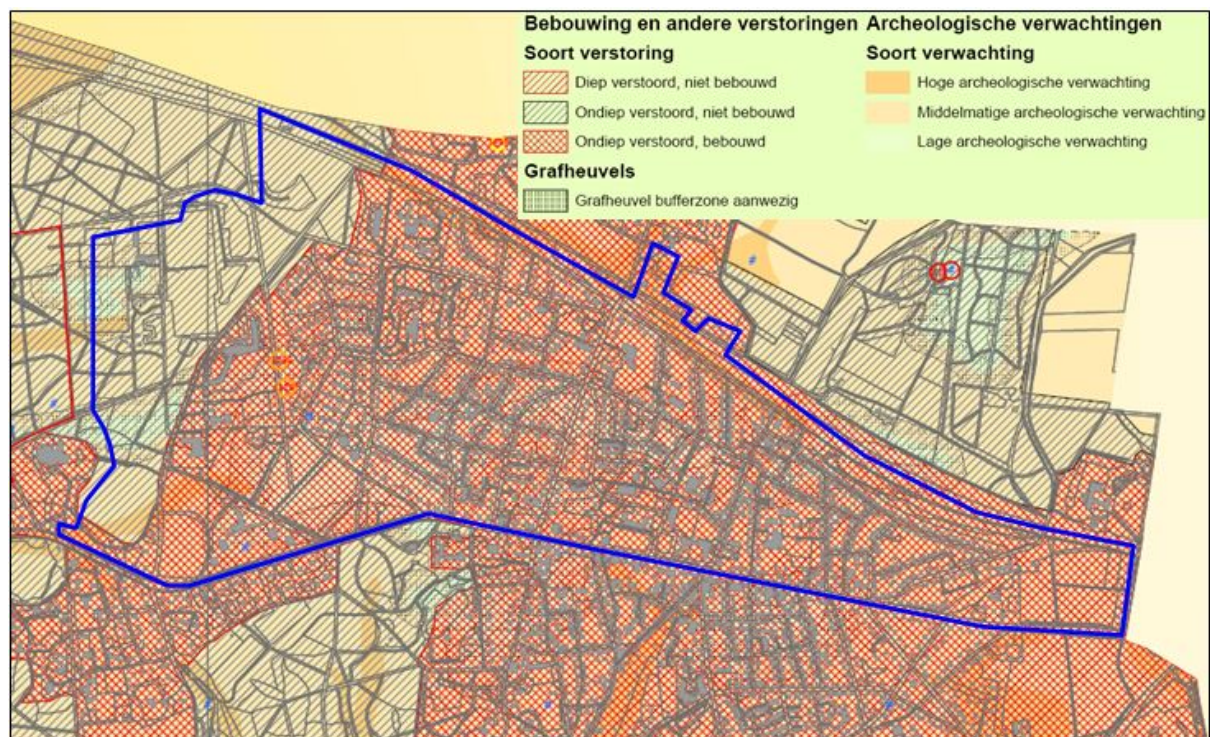 Bebouwing en andere verstoringen
Soort verstoring
Diep verstoord, niet bebouwd
Ondiep verstoord, niet bebouwd
Ondiep verstoord, bebouwd
Grafheuvels
Grafheuvel bufferzone aanwezig
Archeologische verwachtingen
Soort verwachting
Hoge archeologische verwachting
Middelmatige archeologische verwachting
Lage archeologische verwachting